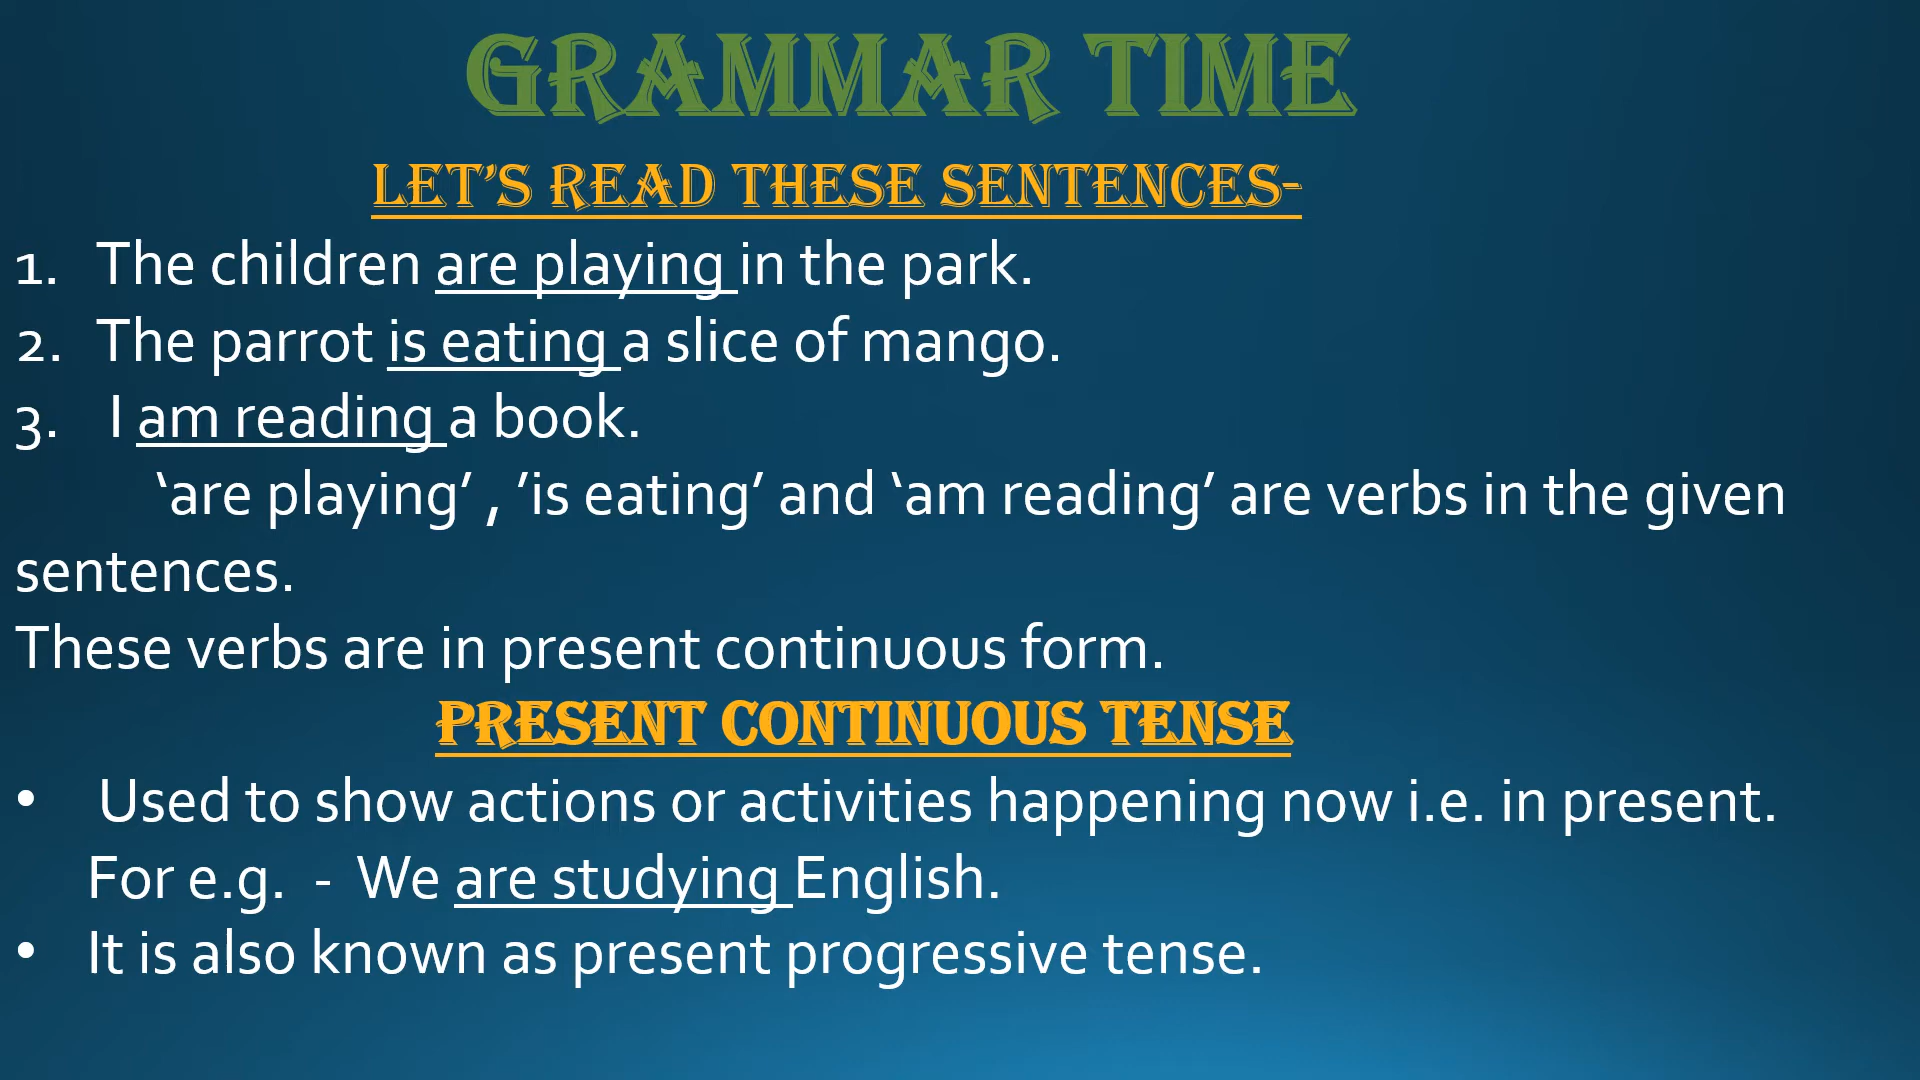 GRAMMAR TIME
LET’S READ THESE SENTENCES-
1. The children are playing in the park.
2. The parrot is eating a slice of mango.
3. I am reading a book.
‘are playing’ , ’is eating’ and ‘am reading’ are verbs in the given
sentences.
These verbs are in present continuous form.
PRESENT CONTINUOUS TENSE
• Used to show actions or activities happening now i.e. in present.
For e.g. - We are studying English.
• It is also known as present progressive tense.